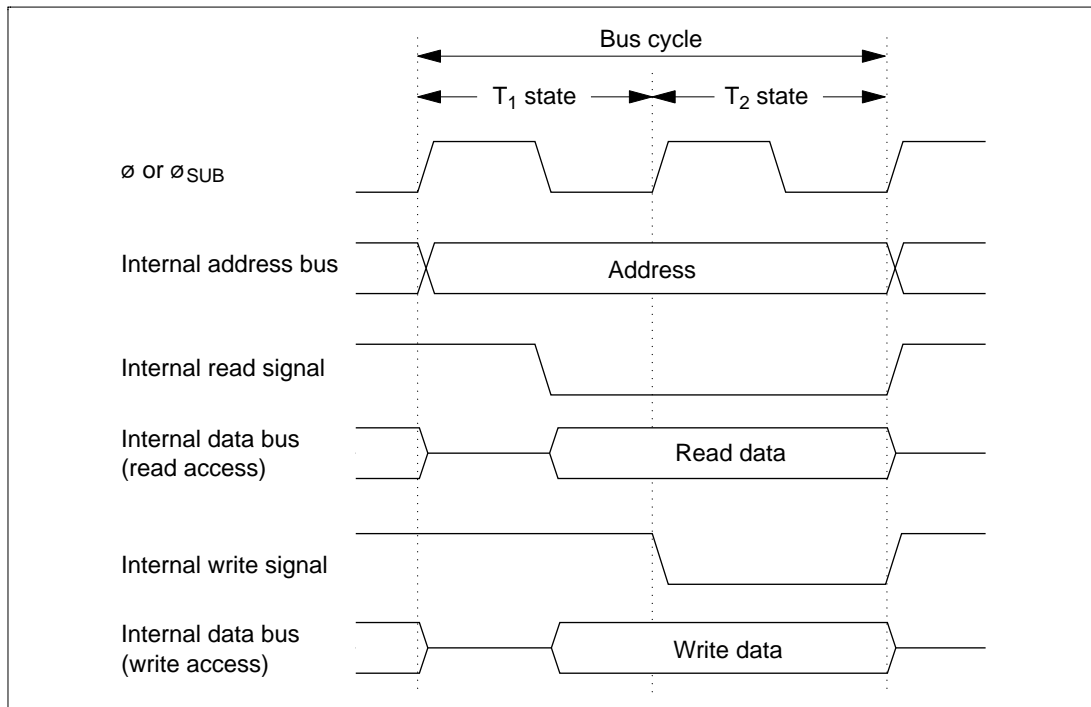 Bus cycle
T₁ state
T₂ state
ø or øSUB
Internal address bus
Address
Internal read signal
Internal data bus
(read access)
Read data
Internal write signal
Internal data bus
(write access)
Write data